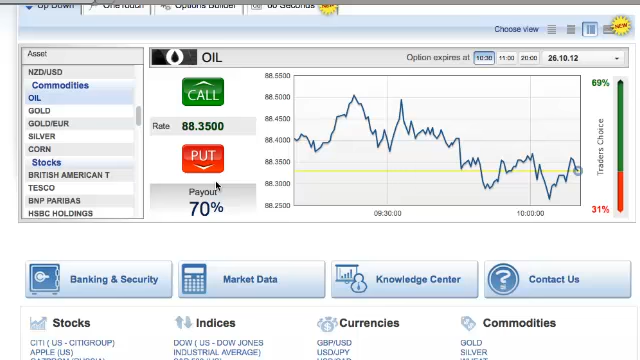 Up Down
One Touch
Options Builder
60 Seconds
NEW
Choose view
NEW
Asset
NZD/USD
Commodities
OIL
GOLD
GOLD/EUR
SILVER
CORN
Stocks
BRITISH AMERICAN T
TESCO
BNP PARIBAS
HSBC HOLDINGS
OIL
Option expires at
10:30
11:00
20:00
26.10.12
CALL
Rate 88.3500
PUT
Payout
70%
88.5500
88.5000
88.4500
88.4000
88.3500
88.3000
88.2500
09:30:00
10:00:00
69%
Traders Choice
31%
Banking & Security
Market Data
Knowledge Center
Contact Us
Stocks
CITI ( US - CITIGROUP)
APPLE (US)
Indices
DOW ( US - DOW JONES
INDUSTRIAL AVERAGE)
Currencies
GBP/USD
USD/JPY
Commodities
GOLD
SILVER